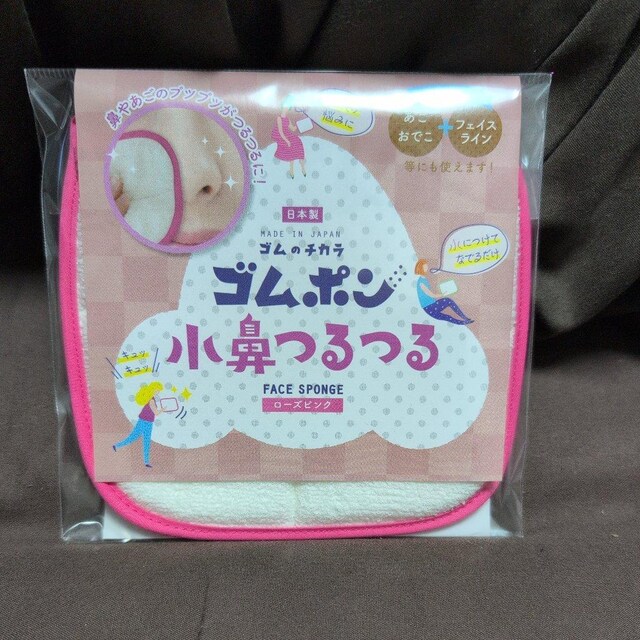 鼻やあごのブツブツがつるつるに!
悩みに
あご
おでこ
+
フェイス
ライン
等にも使えます!
日本製
MADE IN JAPAN
ゴムのチカラ
ゴムポン
水につけて
なでるだけ
小鼻つるつる
キュッ
キュッ
FACE SPONGE
ローズピンク